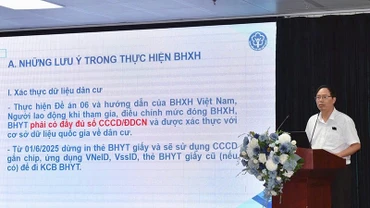 A. NHỮNG LƯU Ý TRONG THỰC HIỆN BHXH
I. Xác thực dữ liệu dân cư
- Thực hiện Đề án 06 và hướng dẫn của BHXH Việt Nam,
Người lao động khi tham gia, điều chỉnh mức đóng BHXH,
BHYT phải có đầy đủ số CCCD/ĐDCN và được xác thực với
cơ sở dữ liệu quốc gia về dân cư.
- Từ 01/6/2025 dừng in thẻ BHYT giấy và sẽ sử dụng CCCD
gắn chip, ứng dụng VNeID, VssID, thẻ BHYT giấy cũ (nếu
có) để đi KCB BHYT.